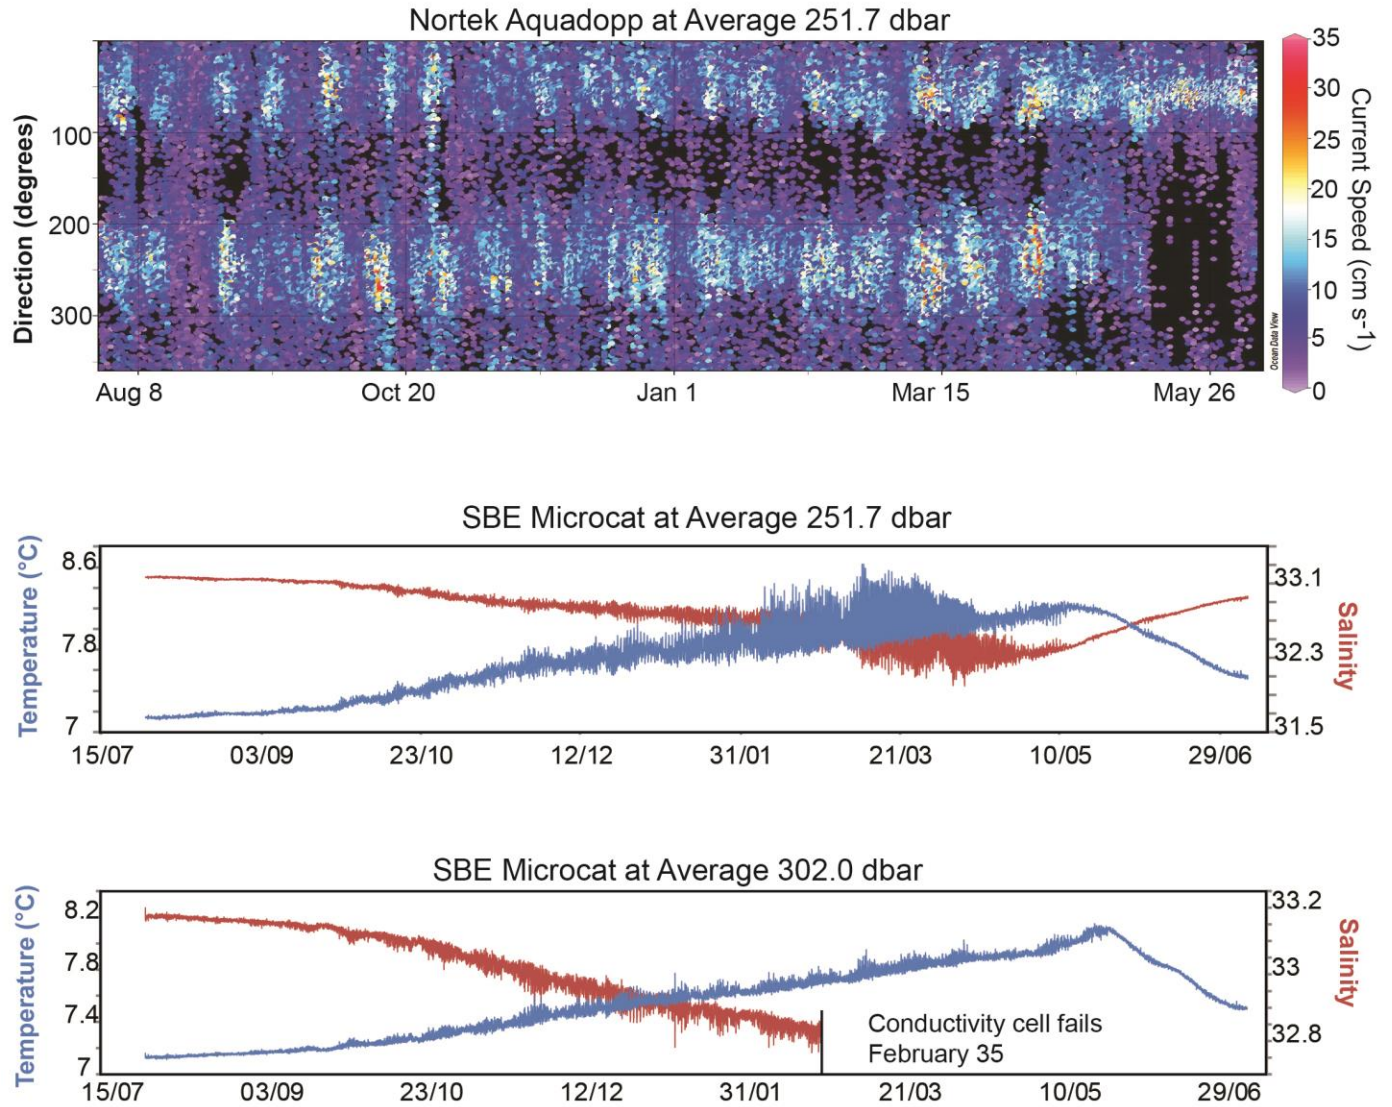 Nortek Aquadopp at Average 251.7 dbar
Direction (degrees)
100
200
300
Aug 8 Oct 20 Jan 1 Mar 15 May 26
Ocean Data View
35
30
25
20
15
10
5
0
Current Speed (cm s-1)
SBE Microcat at Average 251.7 dbar
Temperature (°C)
8.6
7.8
7
33.1
32.3
31.5
Salinity
15/07 03/09 23/10 12/12 31/01 21/03 10/05 29/06
SBE Microcat at Average 302.0 dbar
Temperature (°C)
8.2
7.8
7.4
7
33.2
33
32.8
Salinity
Conductivity cell fails
February 35
15/07 03/09 23/10 12/12 31/01 21/03 10/05 29/06